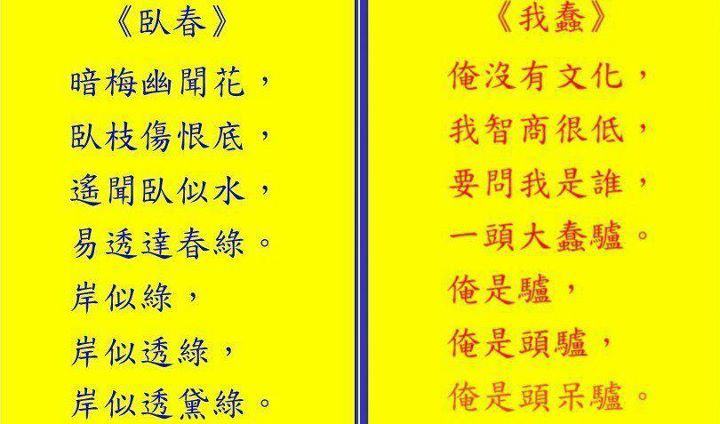 《臥春》
暗梅幽聞花，
臥枝傷恨底，
遙聞臥似水，
易透達春綠。
岸似綠，
岸似透綠，
岸似透黛綠。
《我蠢》
俺沒有文化，
我智商很低，
要問我是誰，
一頭大蠢驢。
俺是驢，
俺是頭驢，
俺是頭呆驢。